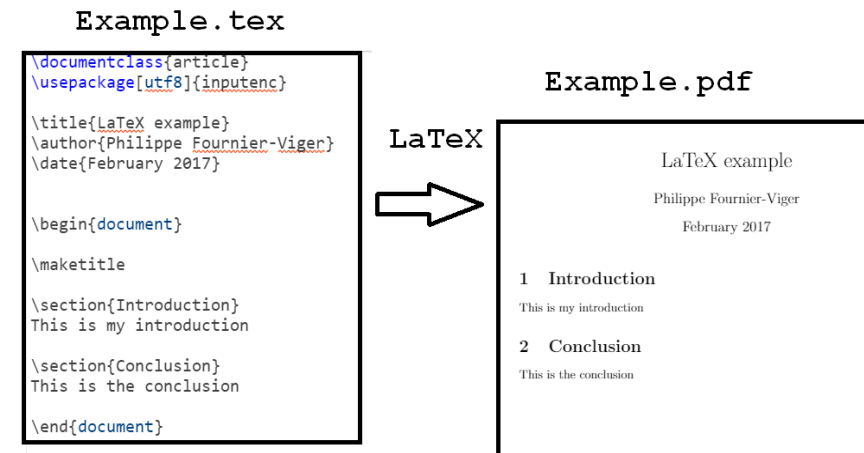 Example.tex
\documentclass{article}
\usepackage[utf8]{inputenc}
\title{LaTeX example}
\author{Philippe Fournier-Viger}
\date{February 2017}
\begin{document}
\maketitle
\section{Introduction}
This is my introduction
\section{Conclusion}
This is the conclusion
\end{document}
LaTeX
Example.pdf
LaTeX example
Philippe Fournier-Viger
February 2017
1 Introduction
This is my introduction
2 Conclusion
This is the conclusion